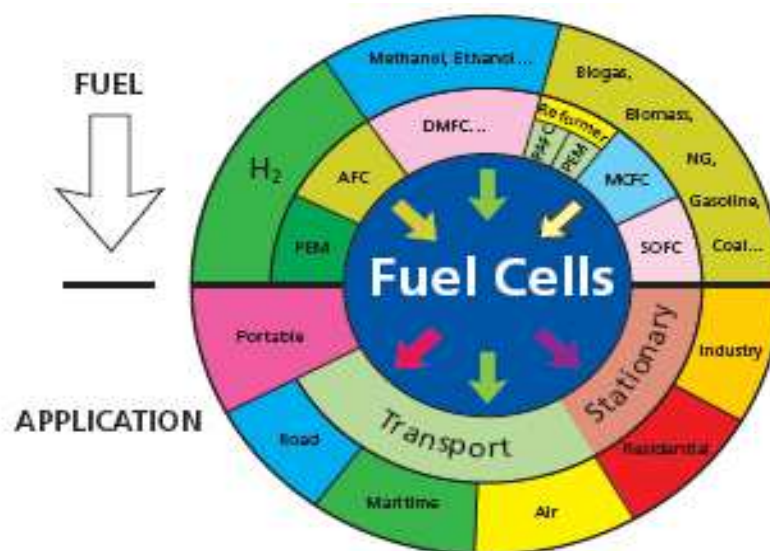 FUEL
Methanol, Ethanol...
Biogas,
Biomass,
NG,
Gasoline,
Coal...
H₂
Reformer
DMFC...
PAFC
PEM
AFC
MCFC
PEM
SOFC
Fuel Cells
APPLICATION
Portable
Transport
Stationary
Industry
Road
Residential
Maritime
Air